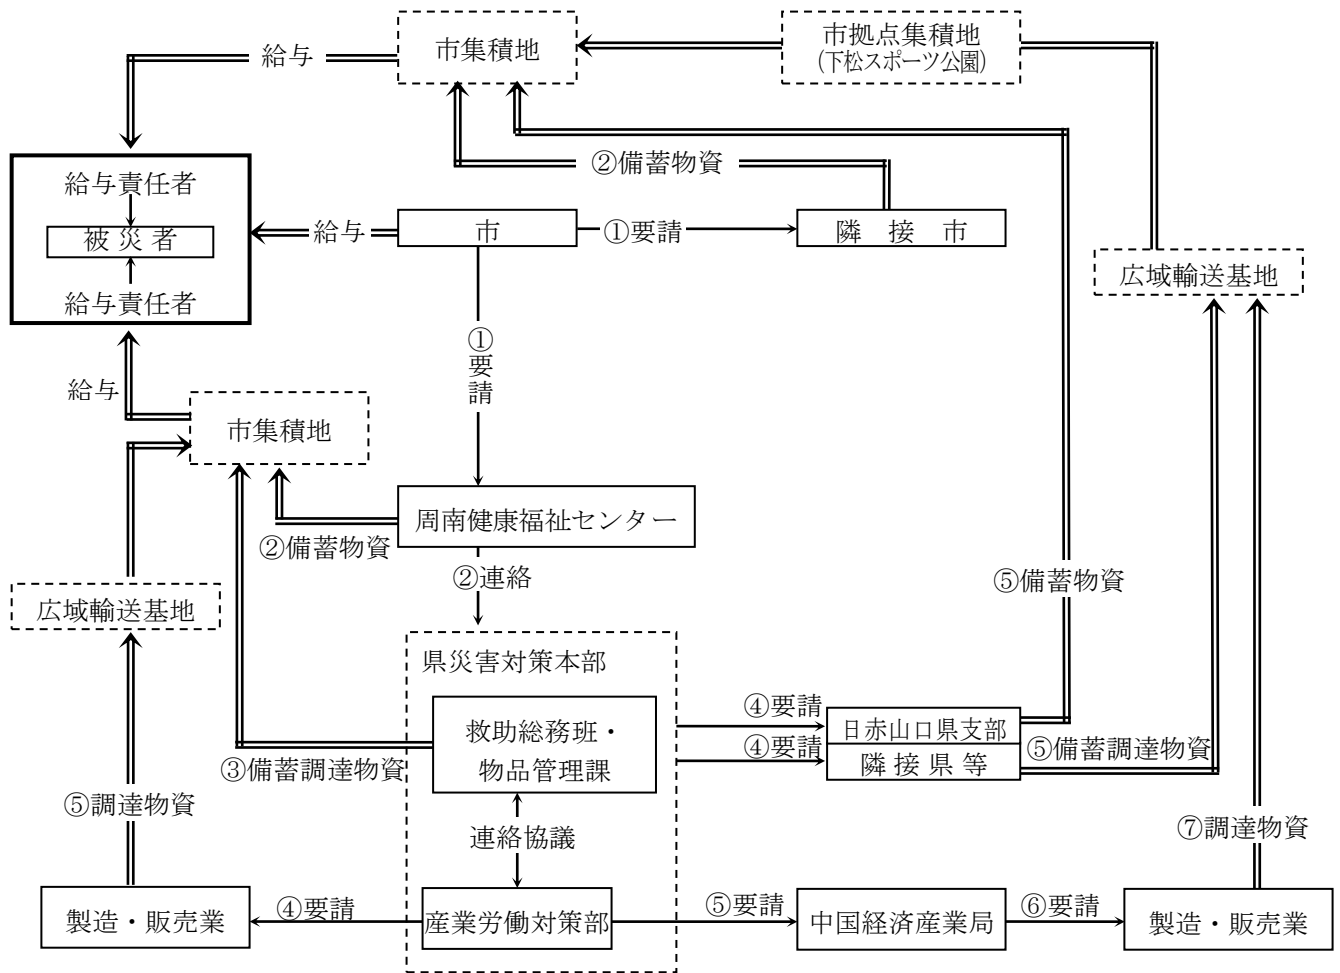 市集積地
市拠点集積地
(下松スポーツ公園)
給与
②備蓄物資
給与責任者
被災者
給与責任者
給与
市
①要請
隣接市
広域輸送基地
①
要
請
給与
市集積地
周南健康福祉センター
②備蓄物資
②連絡
⑤備蓄物資
広域輸送基地
県災害対策本部
救助総務班・
物品管理課
④要請
④要請
日赤山口県支部
隣接県等
⑤備蓄調達物資
③備蓄調達物資
⑤調達物資
連絡協議
⑦調達物資
製造・販売業
④要請
産業労働対策部
⑤要請
中国経済産業局
⑥要請
製造・販売業